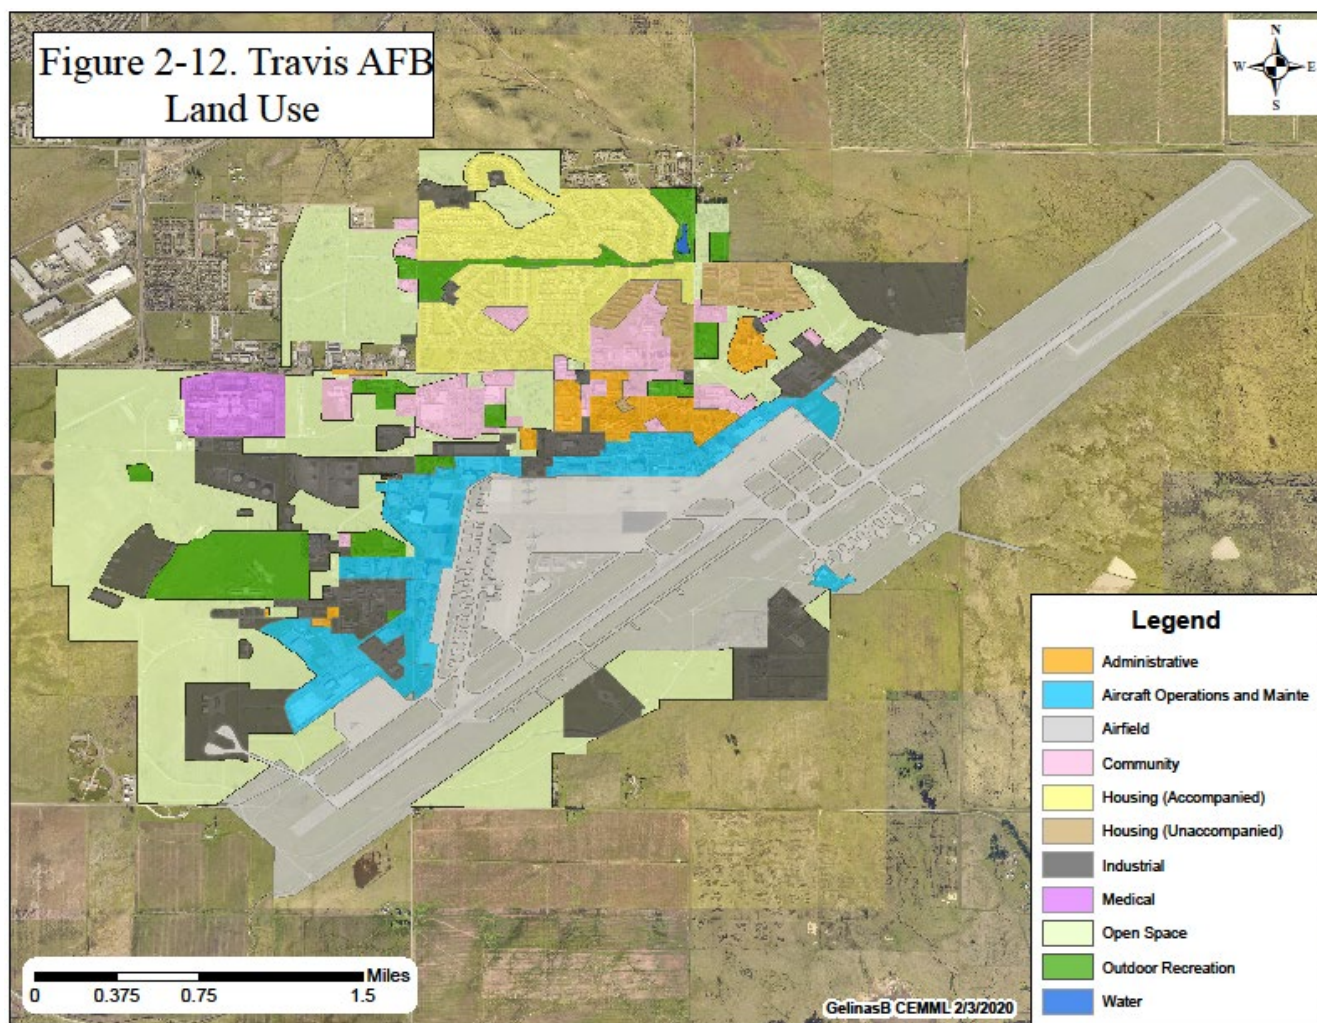 Figure 2-12. Travis AFB
Land Use
N
W
E
S
Legend
Administrative
Aircraft Operations and Mainte
Airfield
Community
Housing (Accompanied)
Housing (Unaccompanied)
Industrial
Medical
Open Space
Outdoor Recreation
Water
Miles
0 0.375 0.75 1.5
GelinasB CEMML 2/3/2020